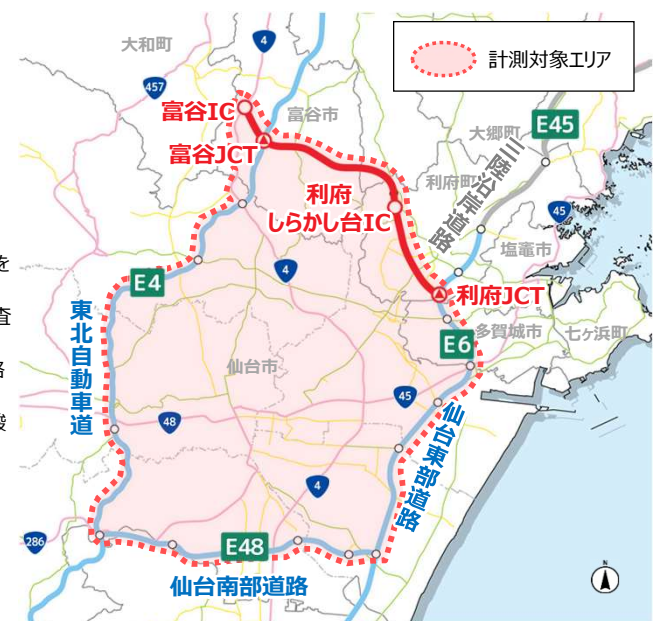 計測対象エリア
大和町
4
457
富谷IC
富谷市
富谷JCT
大郷町
E45
三陸沿岸道路
利府町
利府
しらかし台IC
45
塩竈市
を
E4
4
利府JCT
査
東北自動車道
多賀城市
七ヶ浜町
E6
路
仙台市
45
48
仙台東部道路
酸
4
286
E48
仙台南部道路
N